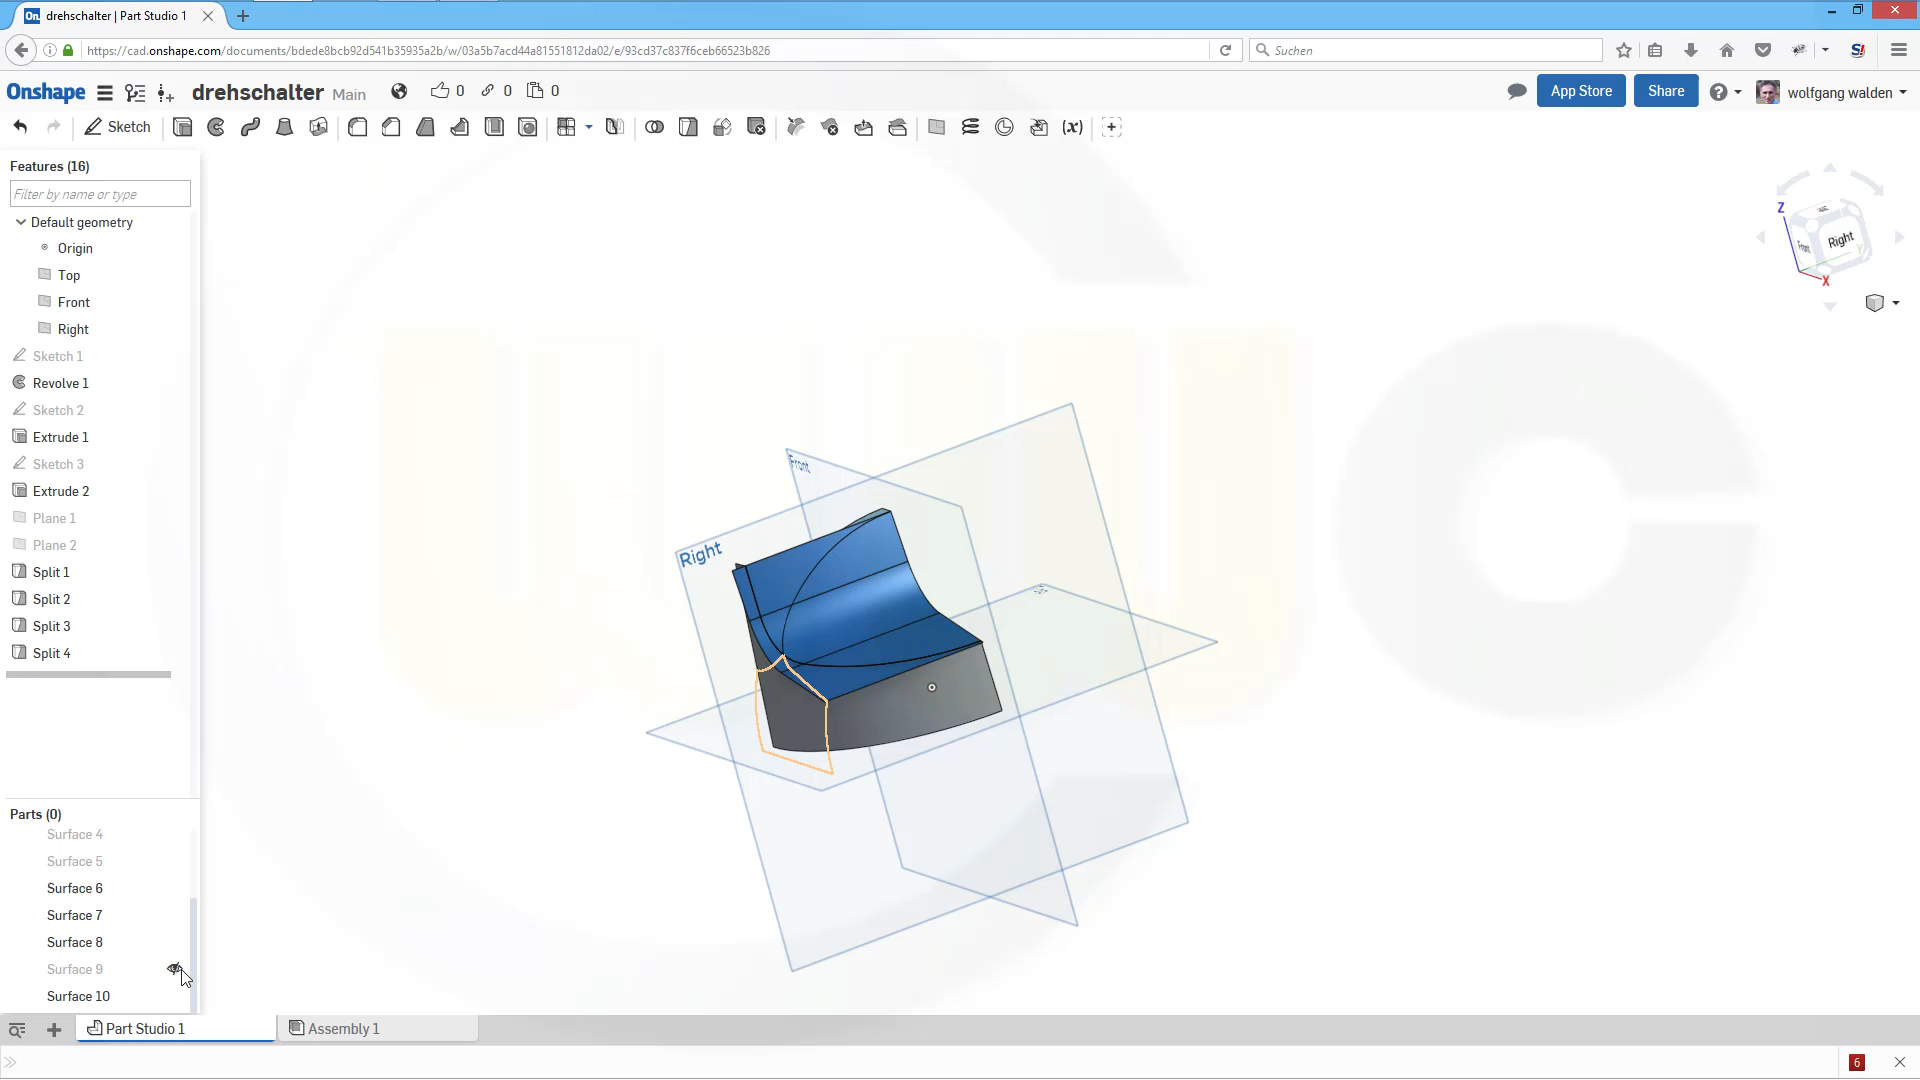 drehschalter | Part Studio 1
https://cad.onshape.com/documents/bdede8bcb92d541b35935a2b/w/03a5b7acd44a81551812da02/e/93cd37c837f6ceb66523b826
Suchen
Onshape
drehschalter Main
0
0
0
App Store
Share
wolfgang walden
Sketch
(x)
Features (16)
Filter by name or type
Default geometry
Origin
Top
Front
Right
Sketch 1
Revolve 1
Sketch 2
Extrude 1
Sketch 3
Extrude 2
Plane 1
Plane 2
Split 1
Split 2
Split 3
Split 4
Front
Right
Z
Front
Right
Y
X
Parts (0)
Surface 4
Surface 5
Surface 6
Surface 7
Surface 8
Surface 9
Surface 10
Part Studio 1
Assembly 1
6